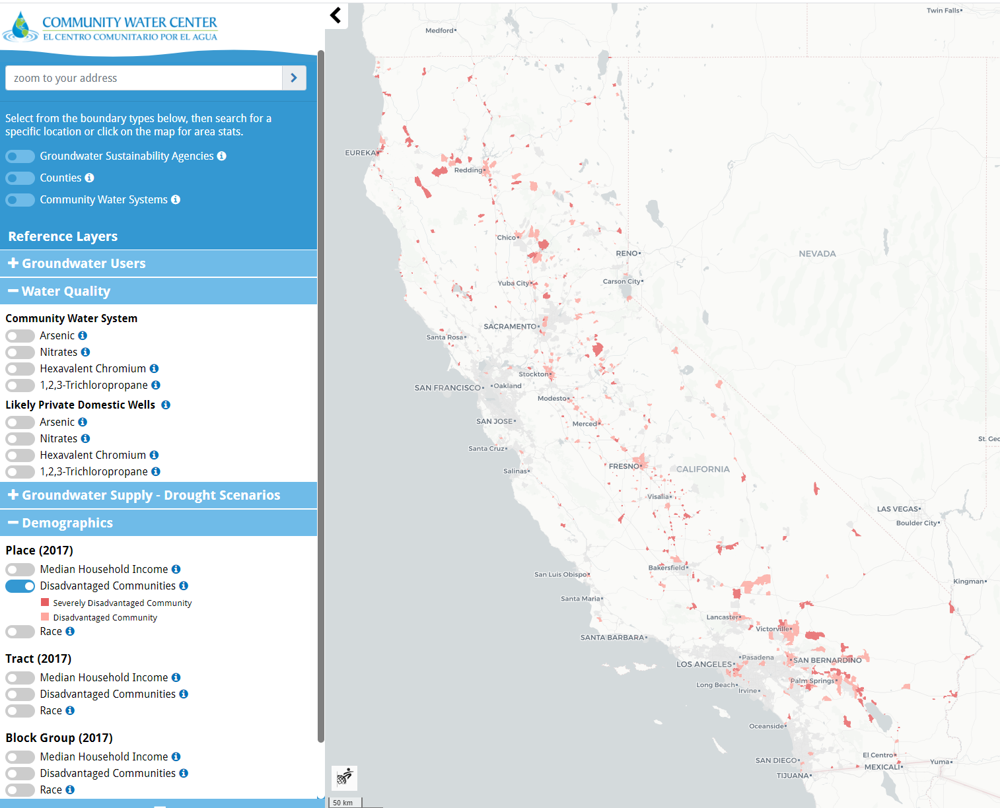 COMMUNITY WATER CENTER
EL CENTRO COMUNITARIO POR EL AGUA
zoom to your address
Select from the boundary types below, then search for a
specific location or click on the map for area stats.
Groundwater Sustainability Agencies
Counties
Community Water Systems
Reference Layers
Groundwater Users
Water Quality
Community Water System
Arsenic
Nitrates
Hexavalent Chromium
1,2,3-Trichloropropane
Likely Private Domestic Wells
Arsenic
Nitrates
Hexavalent Chromium
1,2,3-Trichloropropane
Groundwater Supply - Drought Scenarios
Demographics
Place (2017)
Median Household Income
Disadvantaged Communities
Severely Disadvantaged Community
Disadvantaged Community
Race
Tract (2017)
Median Household Income
Disadvantaged Communities
Race
Block Group (2017)
Median Household Income
Disadvantaged Communities
Race
Twin Falls
Medford
EUREKA
Redding
Chico
RENO
NEVADA
Yuba City
Carson City
SACRAMENTO
Santa Rosa
Stockton
SAN FRANCISCO
Oakland
Modesto
SAN JOSE
Merced
St. Geo
Santa Cruz
Salinas
FRESNO
CALIFORNIA
Visalia
LAS VEGAS
Boulder City
Bakersfield
San Luis Obispo
Kingman
Santa Maria
Lancaster
Victorville
SANTA BARBARA
Pasadena
LOS ANGELES
SAN BERNARDINO
Palm Springs
Long Beach
Irvine
Oceanside
El Centro
SAN DIEGO
MEXICALI
Yuma
TIJUANA
50 km